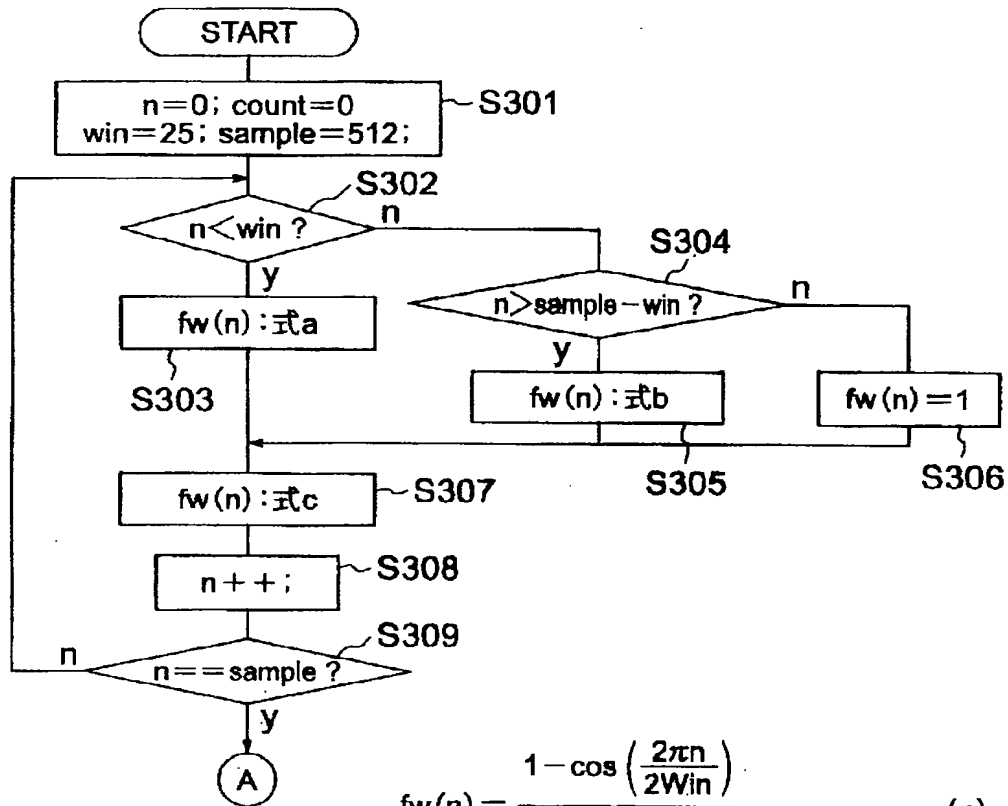 START
n=0; count=0
win=25; sample=512;
S301
S302
n<win ?
n
y
S304
n>sample-win ?
n
y
fw(n):式a
S303
fw(n):式b
S305
fw(n)=1
S306
fw(n):式c
S307
n++;
S308
S309
n==sample ?
n
y
A
1-cos(2πn/2Win)
fw(n)=